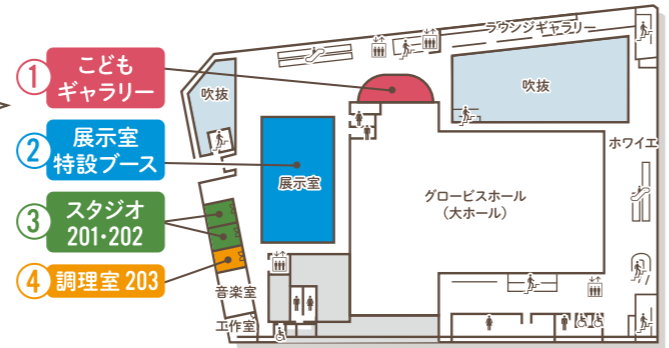 ① こども
ギャラリー
② 展示室
特設ブース
③ スタジオ
201・202
④ 調理室 203
ラウンジギャラリー
吹抜
吹抜
ホワイエ
展示室
グロービスホール
（大ホール）
音楽室
工作室